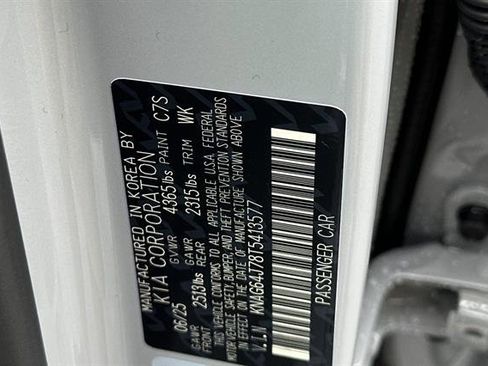 MANUFACTURED IN KOREA BY
KIA CORPORATION
06/25 GVWR 4365lbs PAINT C7S
GAWR FRONT 2513lbs GAWR REAR 2315lbs TRIM WK
THIS VEHICLE CONFORMS TO ALL APPLICABLE U.S.A. FEDERAL
MOTOR VEHICLE SAFETY, BUMPER, AND THEFT PREVENTION STANDARDS
IN EFFECT ON THE DATE OF MANUFACTURE SHOWN ABOVE
V.I.N KNAG64J78T5413577
PASSENGER CAR